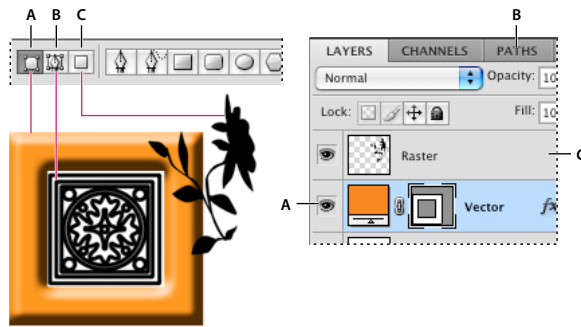 A B C
B
LAYERS CHANNELS PATHS
Normal Opacity: 10
Lock: Fill: 10
Raster
C
A
Vector fx